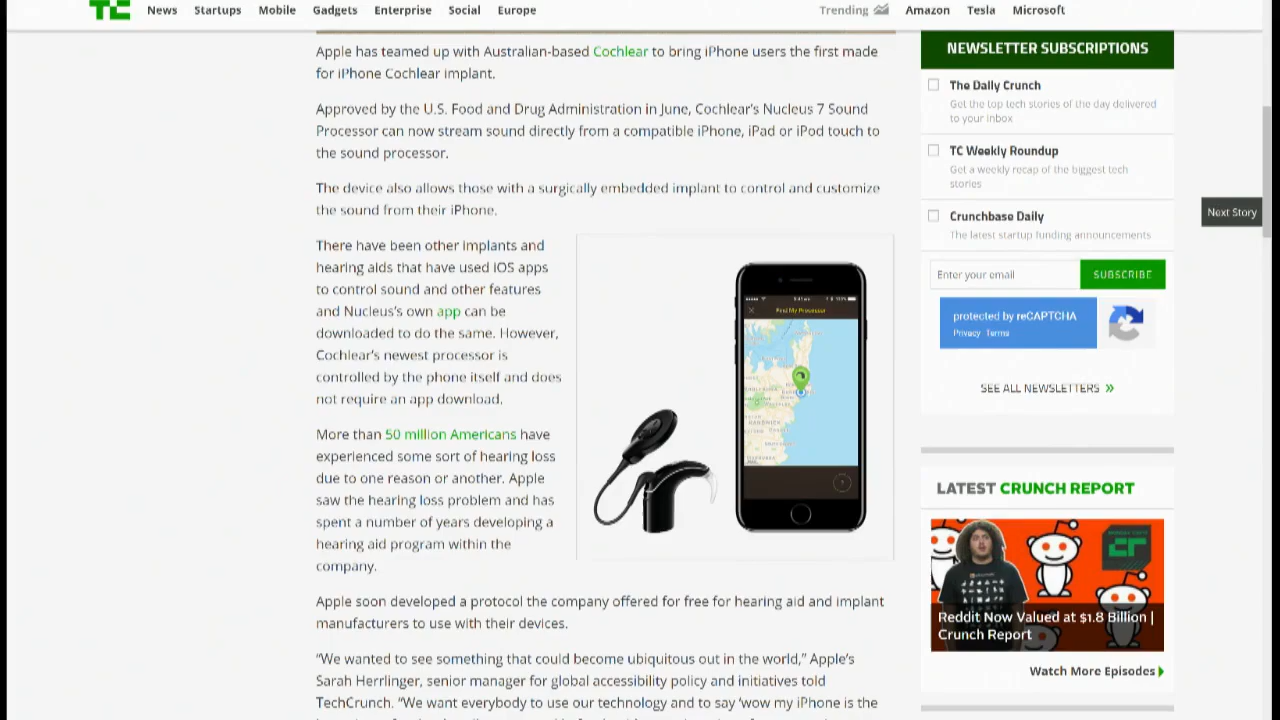 TC News Startups Mobile Gadgets Enterprise Social Europe Trending Amazon Tesla Microsoft
Apple has teamed up with Australian-based Cochlear to bring iPhone users the first made
for iPhone Cochlear implant.
Approved by the U.S. Food and Drug Administration in June, Cochlear's Nucleus 7 Sound
Processor can now stream sound directly from a compatible iPhone, iPad or iPod touch to
the sound processor.
The device also allows those with a surgically embedded implant to control and customize
the sound from their iPhone.
There have been other implants and
hearing aids that have used iOS apps
to control sound and other features
and Nucleus's own app can be
downloaded to do the same. However,
Cochlear's newest processor is
controlled by the phone itself and does
not require an app download.
Find My Processor
More than 50 million Americans have
experienced some sort of hearing loss
due to one reason or another. Apple
saw the hearing loss problem and has
spent a number of years developing a
hearing aid program within the
company.
Apple soon developed a protocol the company offered for free for hearing aid and implant
manufacturers to use with their devices.
“We wanted to see something that could become ubiquitous out in the world,” Apple's
Sarah Herrlinger, senior manager for global accessibility policy and initiatives told
TechCrunch. “We want everybody to use our technology and to say ‘wow my iPhone is the
NEWSLETTER SUBSCRIPTIONS
The Daily Crunch
Get the top tech stories of the day delivered
to your inbox
TC Weekly Roundup
Get a weekly recap of the biggest tech
stories
Crunchbase Daily
The latest startup funding announcements
Enter your email SUBSCRIBE
protected by reCAPTCHA
Privacy Terms
SEE ALL NEWSLETTERS »
Next Story
LATEST CRUNCH REPORT
Reddit Now Valued at $1.8 Billion |
Crunch Report
Watch More Episodes